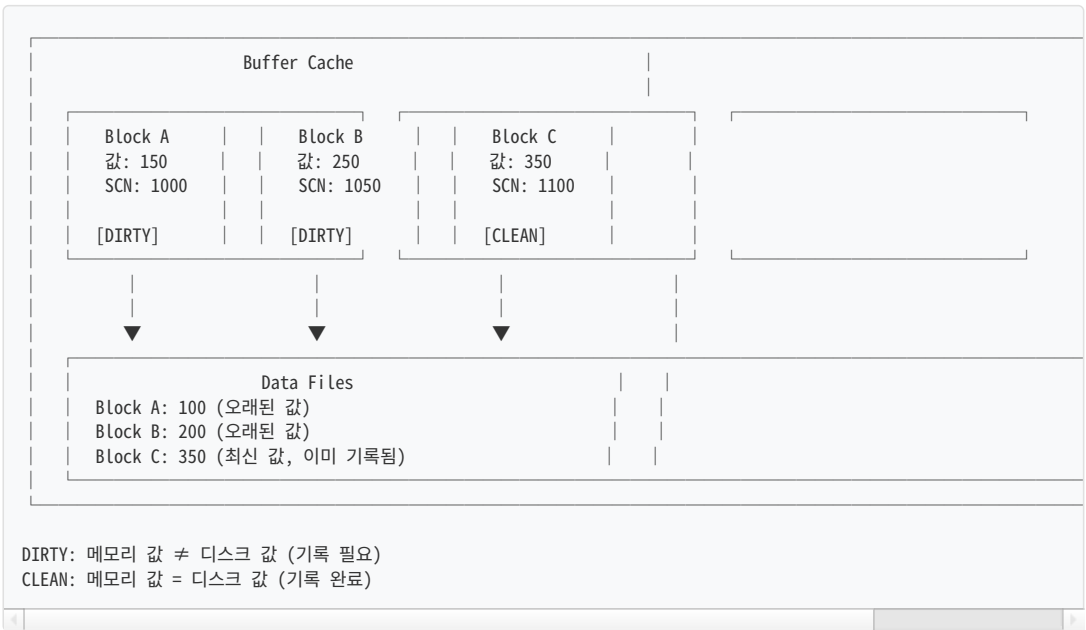 Buffer Cache
Block A Block B Block C
값: 150 값: 250 값: 350
SCN: 1000 SCN: 1050 SCN: 1100
[DIRTY] [DIRTY] [CLEAN]
Data Files
Block A: 100 (오래된 값)
Block B: 200 (오래된 값)
Block C: 350 (최신 값, 이미 기록됨)
DIRTY: 메모리 값 ≠ 디스크 값 (기록 필요)
CLEAN: 메모리 값 = 디스크 값 (기록 완료)